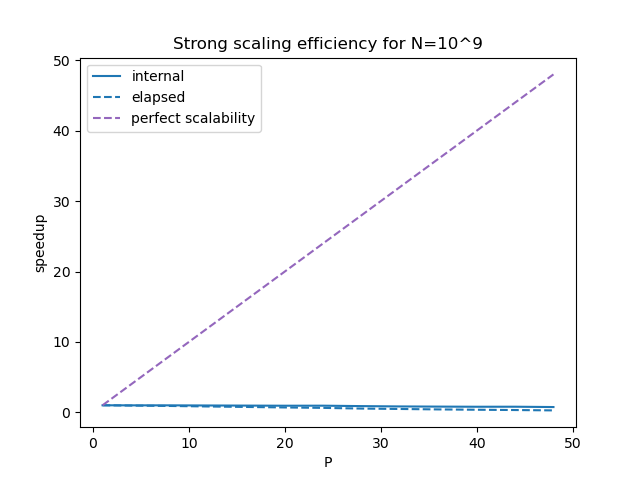 Strong scaling efficiency for N=10^9
internal
elapsed
perfect scalability
50
40
30
20
10
0
speedup
0 10 20 30 40 50
P